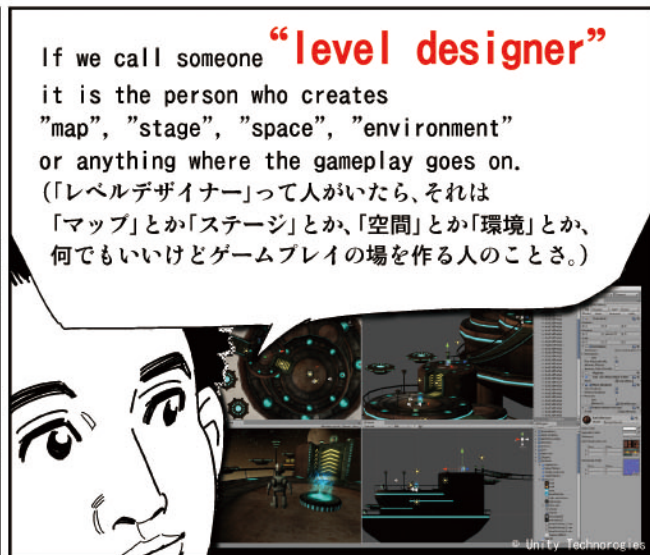 If we call someone “level designer”
it is the person who creates
”map”, ”stage”, ”space”, ”environment”
or anything where the gameplay goes on.
(「レベルデザイナー」って人がいたら、それは
「マップ」とか「ステージ」とか、「空間」とか「環境」とか、
何でもいいけどゲームプレイの場を作る人のことさ。)
© Unity Technorogies